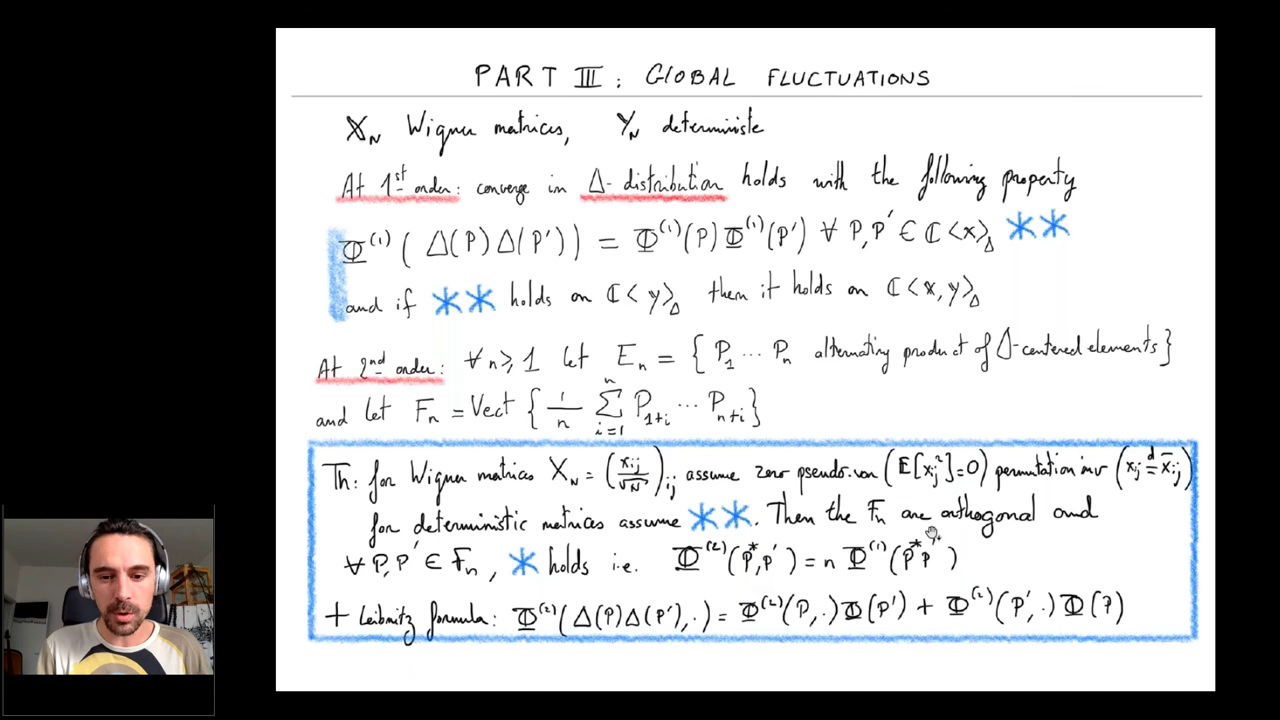 PART III : GLOBAL FLUCTUATIONS
X_N Wigner matrices, Y_N deterministe
At 1st order: converge in Δ-distribution holds with the following property
Φ^(1)( Δ(P) Δ(P') ) = Φ^(1)(P) Φ^(1)(P') ∀ P,P' ∈ ℂ<x>_Δ **
and if ** holds on ℂ<y>_Δ then it holds on ℂ<x,y>_Δ
At 2nd order: ∀n≥1 let E_n = { P_1 ... P_n alternating product of Δ-centered elements}
and let F_n = Vect { 1/n Σ_{i=1}^n P_{1+i} ... P_{n+i} }
Th: for Wigner matrices X_N = (x_ij/√N)_ij assume zero pseudo.var (E[x_ij^2]=0) permutation inv (x_ij =^d x̄_ij)
for deterministic matrices assume **. Then the F_n are orthogonal and
∀ P,P' ∈ F_n, * holds i.e. Φ^(2)(P*,P') = n Φ^(1)(P*P')
+ Leibnitz formula: Φ^(2)(Δ(P)Δ(P'), .) = Φ^(2)(P, .) Φ(P') + Φ^(2)(P', .) Φ(P)